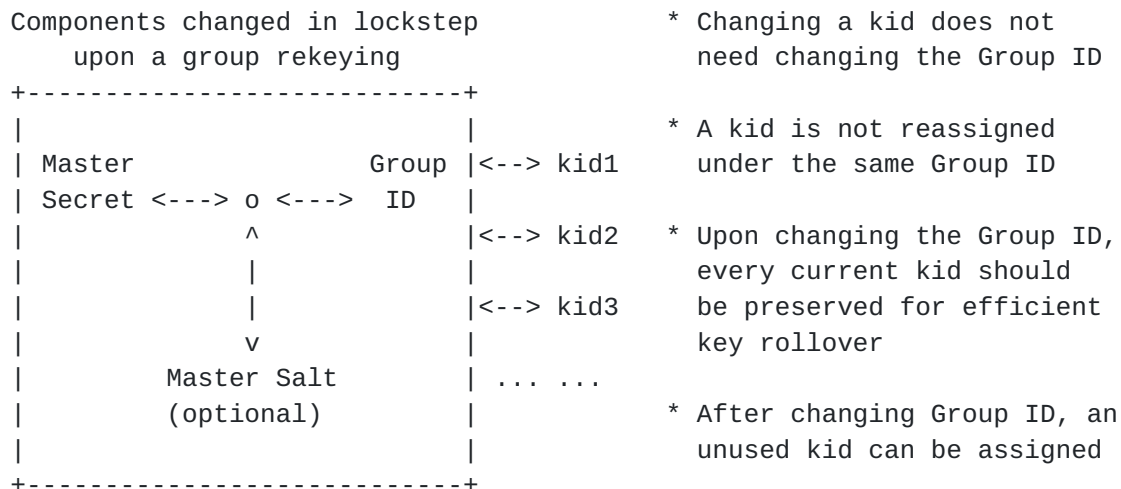 Components changed in lockstep            * Changing a kid does not
    upon a group rekeying                   need changing the Group ID
+----------------------------+
|                            |            * A kid is not reassigned
| Master               Group |<--> kid1     under the same Group ID
| Secret <---> o <--->  ID   |
|              ^             |<--> kid2   * Upon changing the Group ID,
|              |             |              every current kid should
|              |             |<--> kid3     be preserved for efficient
|              v             |              key rollover
|         Master Salt        | ... ...
|         (optional)         |            * After changing Group ID, an
|                            |              unused kid can be assigned
+----------------------------+